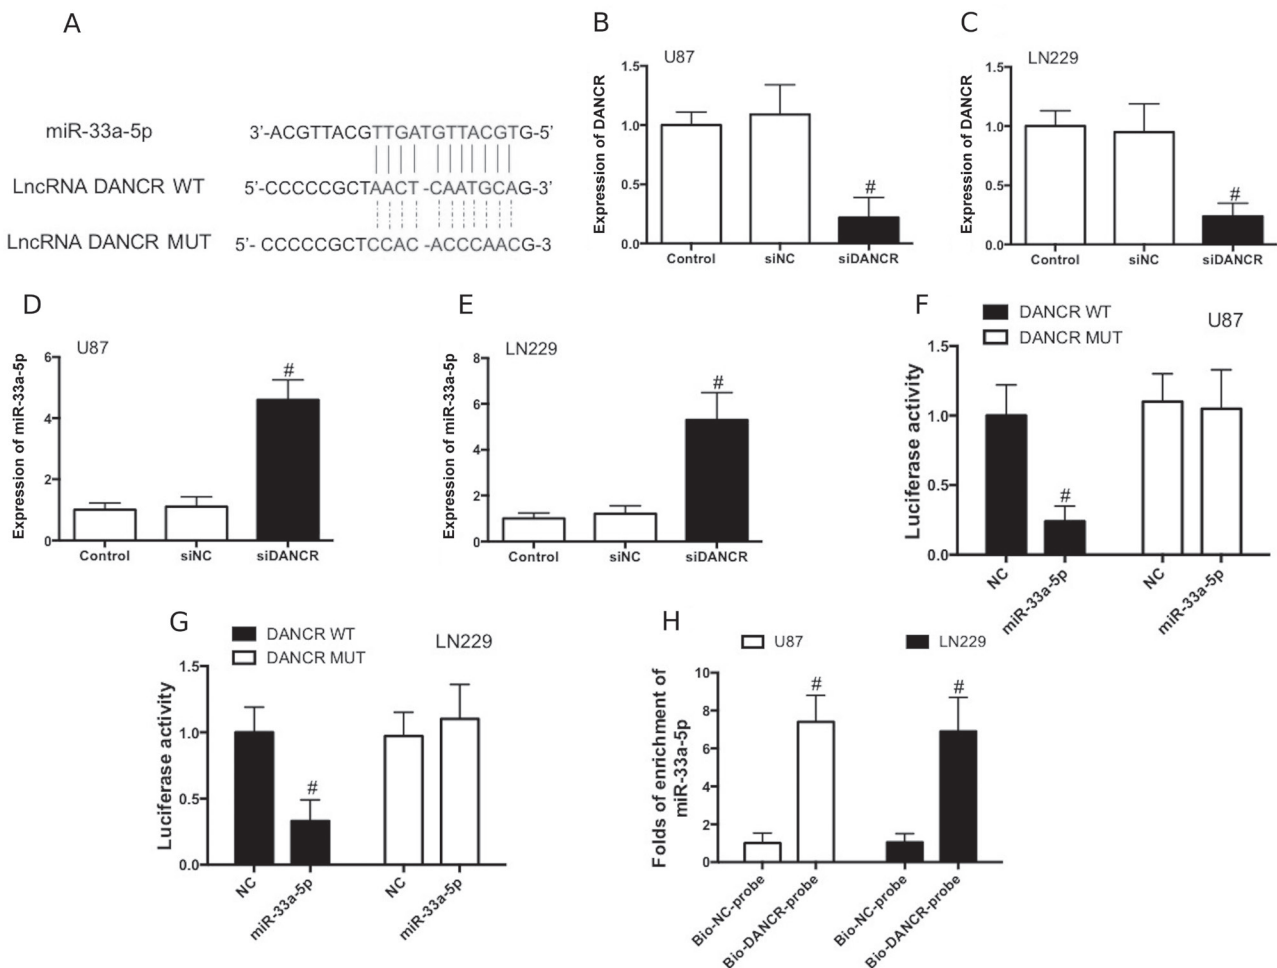 A
miR-33a-5p 3'-ACGTTACGTTGATGTTACGTG-5'
LncRNA DANCR WT 5'-CCCCCGCTAACT -CAATGCAG-3'
LncRNA DANCR MUT 5'- CCCCCGCTCCAC -ACCCAACG-3
B
U87
Expression of DANCR
1.5
1.0
0.5
0.0
#
Control siNC siDANCR
C
LN229
Expression of DANCR
1.5
1.0
0.5
0.0
#
Control siNC siDANCR
D
U87
Expression of miR-33a-5p
6
4
2
0
#
Control siNC siDANCR
E
LN229
Expression of miR-33a-5p
8
6
4
2
0
#
Control siNC siDANCR
F
DANCR WT
DANCR MUT
U87
Luciferase activity
1.5
1.0
0.5
0.0
#
NC miR-33a-5p NC miR-33a-5p
G
DANCR WT
DANCR MUT
LN229
Luciferase activity
1.5
1.0
0.5
0.0
#
NC miR-33a-5p NC miR-33a-5p
H
U87 LN229
Folds of enrichment of
miR-33a-5p
10
8
6
4
2
0
# #
Bio-NC-probe Bio-DANCR-probe Bio-NC-probe Bio-DANCR-probe